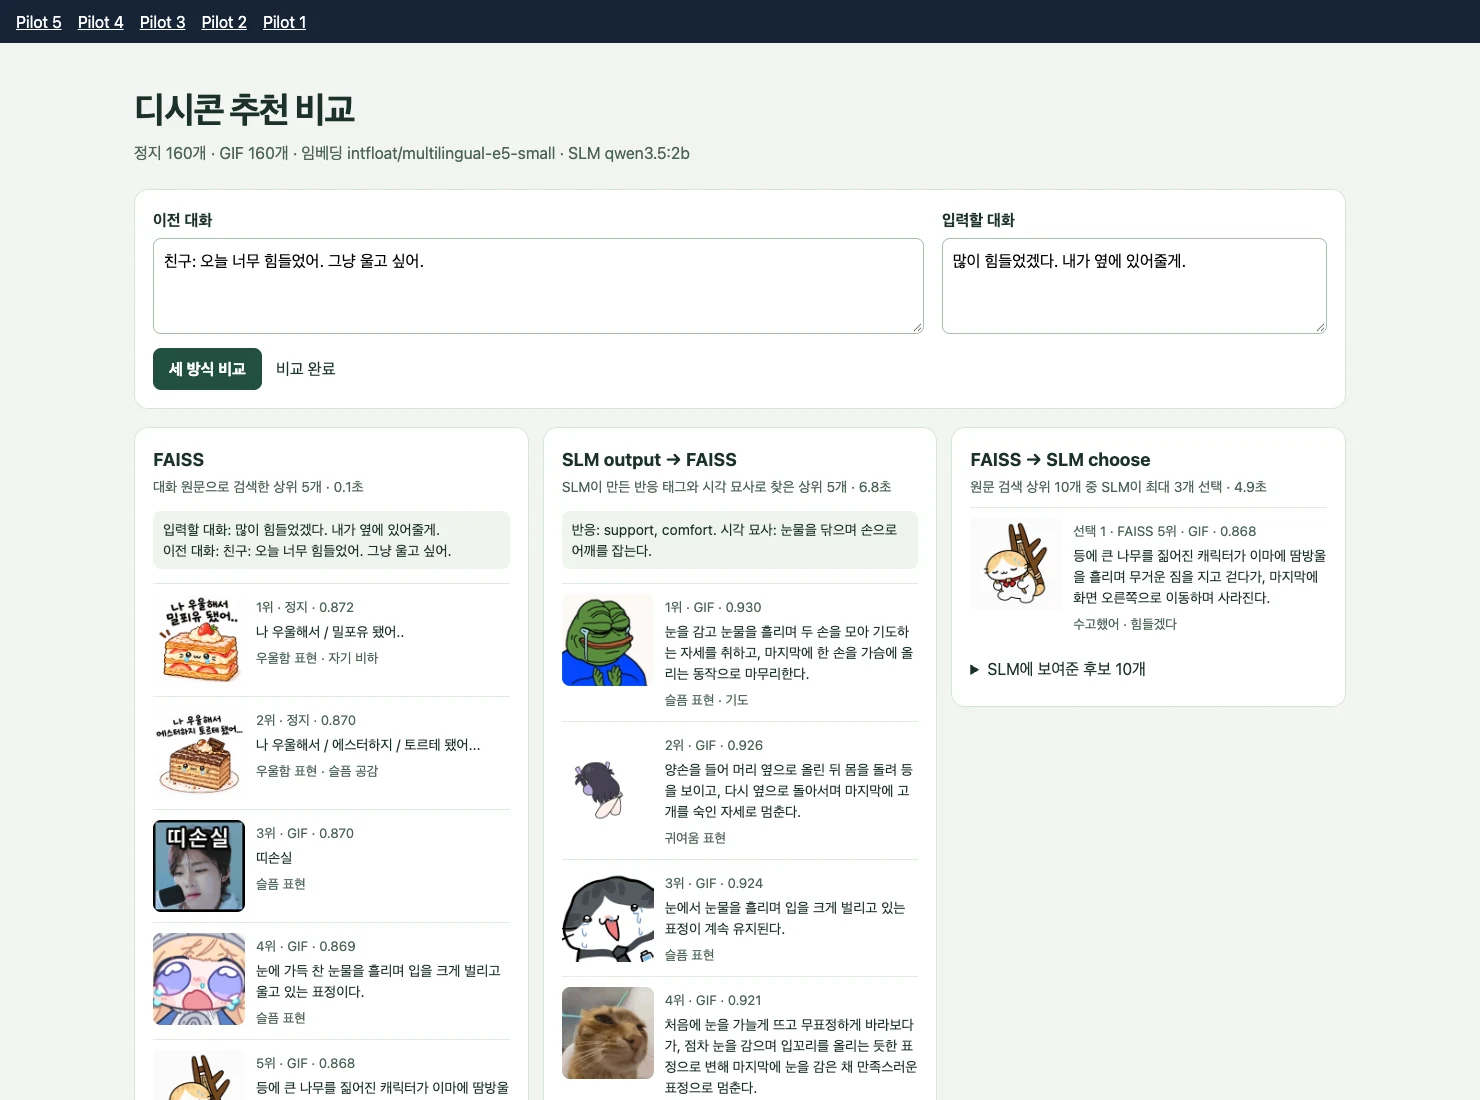 Pilot 5 Pilot 4 Pilot 3 Pilot 2 Pilot 1
디시콘 추천 비교
정지 160개 · GIF 160개 · 임베딩 intfloat/multilingual-e5-small · SLM qwen3.5:2b
이전 대화
친구: 오늘 너무 힘들었어. 그냥 울고 싶어.
입력할 대화
많이 힘들었겠다. 내가 옆에 있어줄게.
세 방식 비교
비교 완료
FAISS
대화 원문으로 검색한 상위 5개 · 0.1초
입력할 대화: 많이 힘들었겠다. 내가 옆에 있어줄게.
이전 대화: 친구: 오늘 너무 힘들었어. 그냥 울고 싶어.
나 우울해서
밀푀유 됐어..
1위 · 정지 · 0.872
나 우울해서 / 밀포유 됐어..
우울함 표현 · 자기 비하
나 우울해서
에스터하지 토르테 됐어...
2위 · 정지 · 0.870
나 우울해서 / 에스터하지 / 토르테 됐어...
우울함 표현 · 슬픔 공감
띠손실
3위 · GIF · 0.870
띠손실
슬픔 표현
4위 · GIF · 0.869
눈에 가득 찬 눈물을 흘리며 입을 크게 벌리고
울고 있는 표정이다.
슬픔 표현
5위 · GIF · 0.868
등에 큰 나무를 짊어진 캐릭터가 이마에 땀방울
SLM output → FAISS
SLM이 만든 반응 태그와 시각 묘사로 찾은 상위 5개 · 6.8초
반응: support, comfort. 시각 묘사: 눈물을 닦으며 손으로
어깨를 잡는다.
1위 · GIF · 0.930
눈을 감고 눈물을 흘리며 두 손을 모아 기도하
는 자세를 취하고, 마지막에 한 손을 가슴에 올
리는 동작으로 마무리한다.
슬픔 표현 · 기도
2위 · GIF · 0.926
양손을 들어 머리 옆으로 올린 뒤 몸을 돌려 등
을 보이고, 다시 옆으로 돌아서며 마지막에 고
개를 숙인 자세로 멈춘다.
귀여움 표현
3위 · GIF · 0.924
눈에서 눈물을 흘리며 입을 크게 벌리고 있는
표정이 계속 유지된다.
슬픔 표현
4위 · GIF · 0.921
처음에 눈을 가늘게 뜨고 무표정하게 바라보다
가, 점차 눈을 감으며 입꼬리를 올리는 듯한 표
정으로 변해 마지막에 눈을 감은 채 만족스러운
표정으로 멈춘다.
FAISS → SLM choose
원문 검색 상위 10개 중 SLM이 최대 3개 선택 · 4.9초
선택 1 · FAISS 5위 · GIF · 0.868
등에 큰 나무를 짊어진 캐릭터가 이마에 땀방울
을 흘리며 무거운 짐을 지고 걷다가, 마지막에
화면 오른쪽으로 이동하며 사라진다.
수고했어 · 힘들겠다
▶ SLM에 보여준 후보 10개